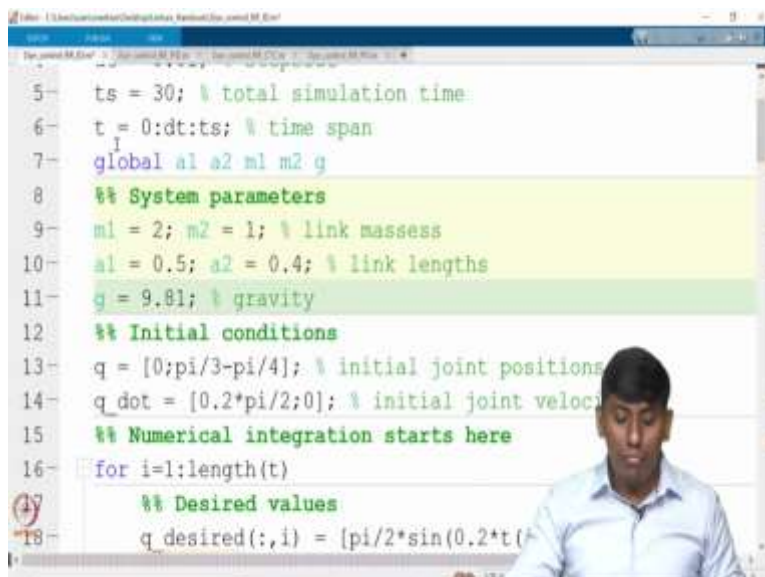 5 ts = 30; % total simulation time
6 t = 0:dt:ts; % time span
7 global a1 a2 m1 m2 g
8 %% System parameters
9 m1 = 2; m2 = 1; % link massess
10 a1 = 0.5; a2 = 0.4; % link lengths
11 g = 9.81; % gravity
12 %% Initial conditions
13 q = [0;pi/3-pi/4]; % initial joint positions
14 q_dot = [0.2*pi/2;0]; % initial joint veloci
15 %% Numerical integration starts here
16 for i=1:length(t)
17 %% Desired values
18 q_desired(:,i) = [pi/2*sin(0.2*t(